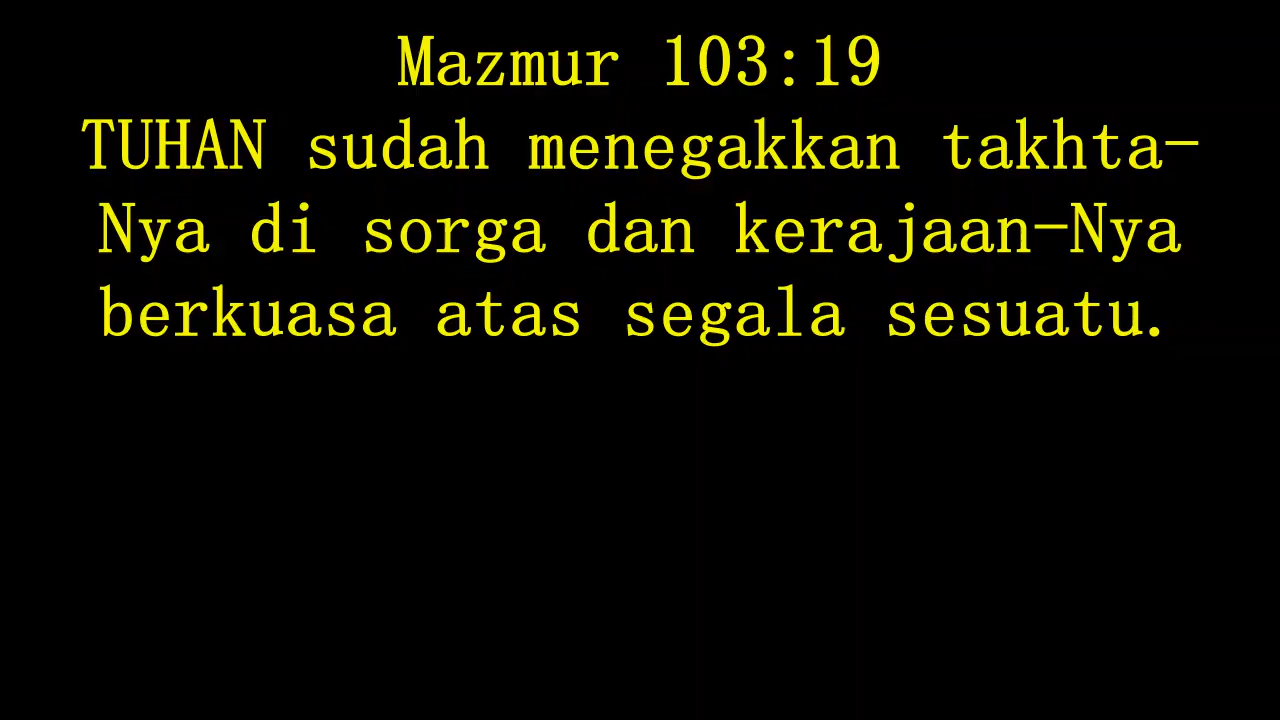 Mazmur 103:19
TUHAN sudah menegakkan takhta-
Nya di sorga dan kerajaan-Nya
berkuasa atas segala sesuatu.